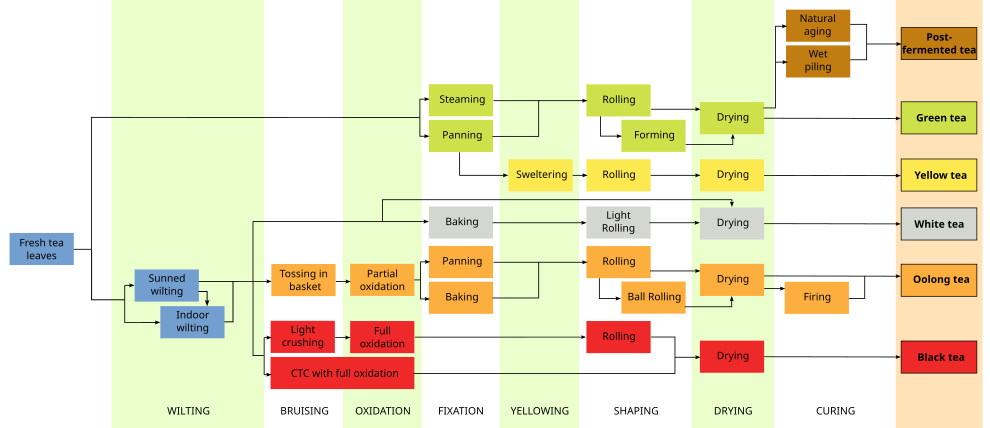 Natural
aging
Post-
fermented tea
Wet
piling
Steaming
Rolling
Drying
Green tea
Panning
Forming
Sweltering
Rolling
Drying
Yellow tea
Baking
Light
Rolling
Drying
White tea
Fresh tea
leaves
Sunned
wilting
Indoor
wilting
Tossing in
basket
Partial
oxidation
Panning
Baking
Rolling
Ball Rolling
Drying
Firing
Oolong tea
Light
crushing
Full
oxidation
Rolling
CTC with full oxidation
Drying
Black tea
WILTING
BRUISING
OXIDATION
FIXATION
YELLOWING
SHAPING
DRYING
CURING